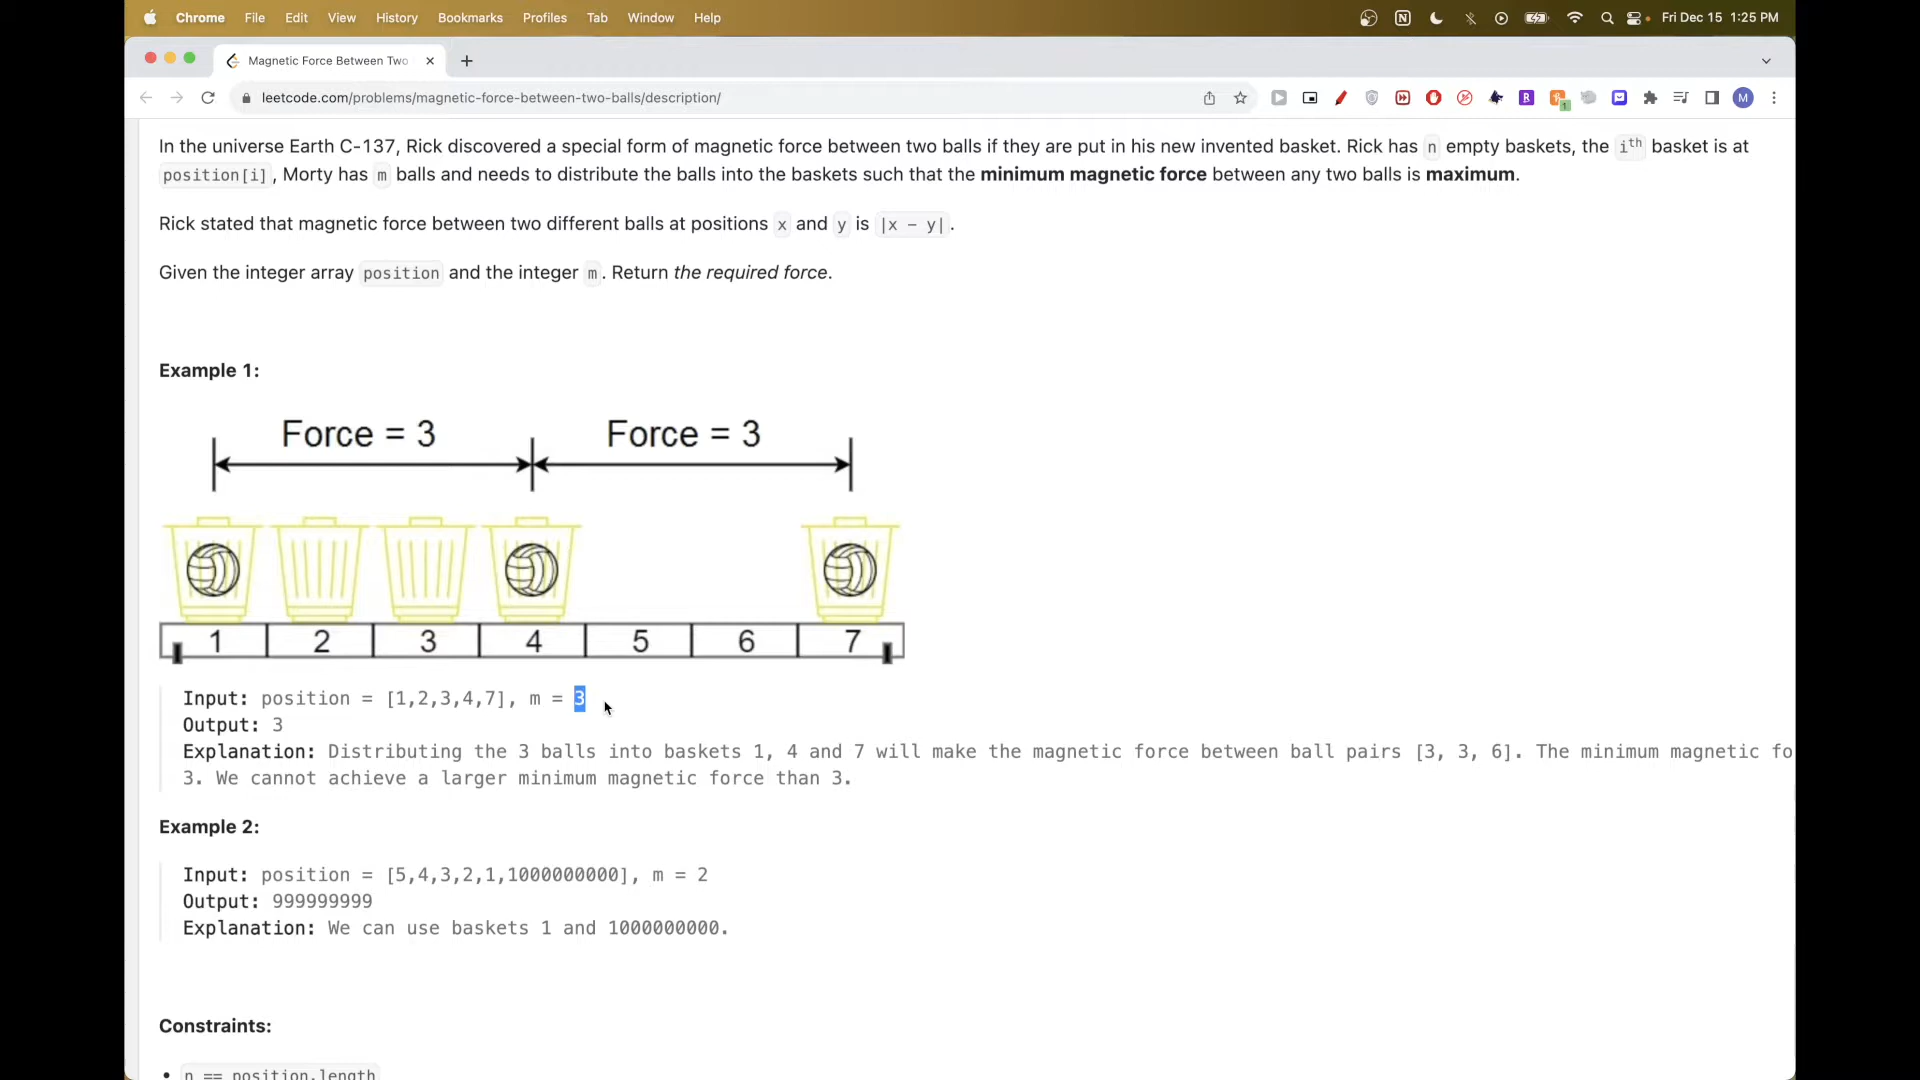 Chrome File Edit View History Bookmarks Profiles Tab Window Help Fri Dec 15 1:25 PM
Magnetic Force Between Two
leetcode.com/problems/magnetic-force-between-two-balls/description/
In the universe Earth C-137, Rick discovered a special form of magnetic force between two balls if they are put in his new invented basket. Rick has n empty baskets, the ith basket is at
position[i], Morty has m balls and needs to distribute the balls into the baskets such that the minimum magnetic force between any two balls is maximum.
Rick stated that magnetic force between two different balls at positions x and y is |x - y|.
Given the integer array position and the integer m. Return the required force.
Example 1:
Force = 3 Force = 3
1 2 3 4 5 6 7
Input: position = [1,2,3,4,7], m = 3
Output: 3
Explanation: Distributing the 3 balls into baskets 1, 4 and 7 will make the magnetic force between ball pairs [3, 3, 6]. The minimum magnetic fo
3. We cannot achieve a larger minimum magnetic force than 3.
Example 2:
Input: position = [5,4,3,2,1,1000000000], m = 2
Output: 999999999
Explanation: We can use baskets 1 and 1000000000.
Constraints:
n == position.length